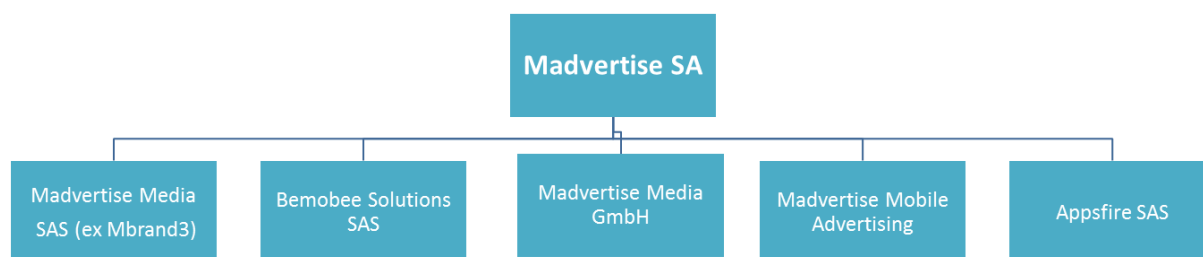 Madvertise SA
Madvertise Media
SAS (ex Mbrand3)
Bemobee Solutions
SAS
Madvertise Media
GmbH
Madvertise Mobile
Advertising
Appsfire SAS